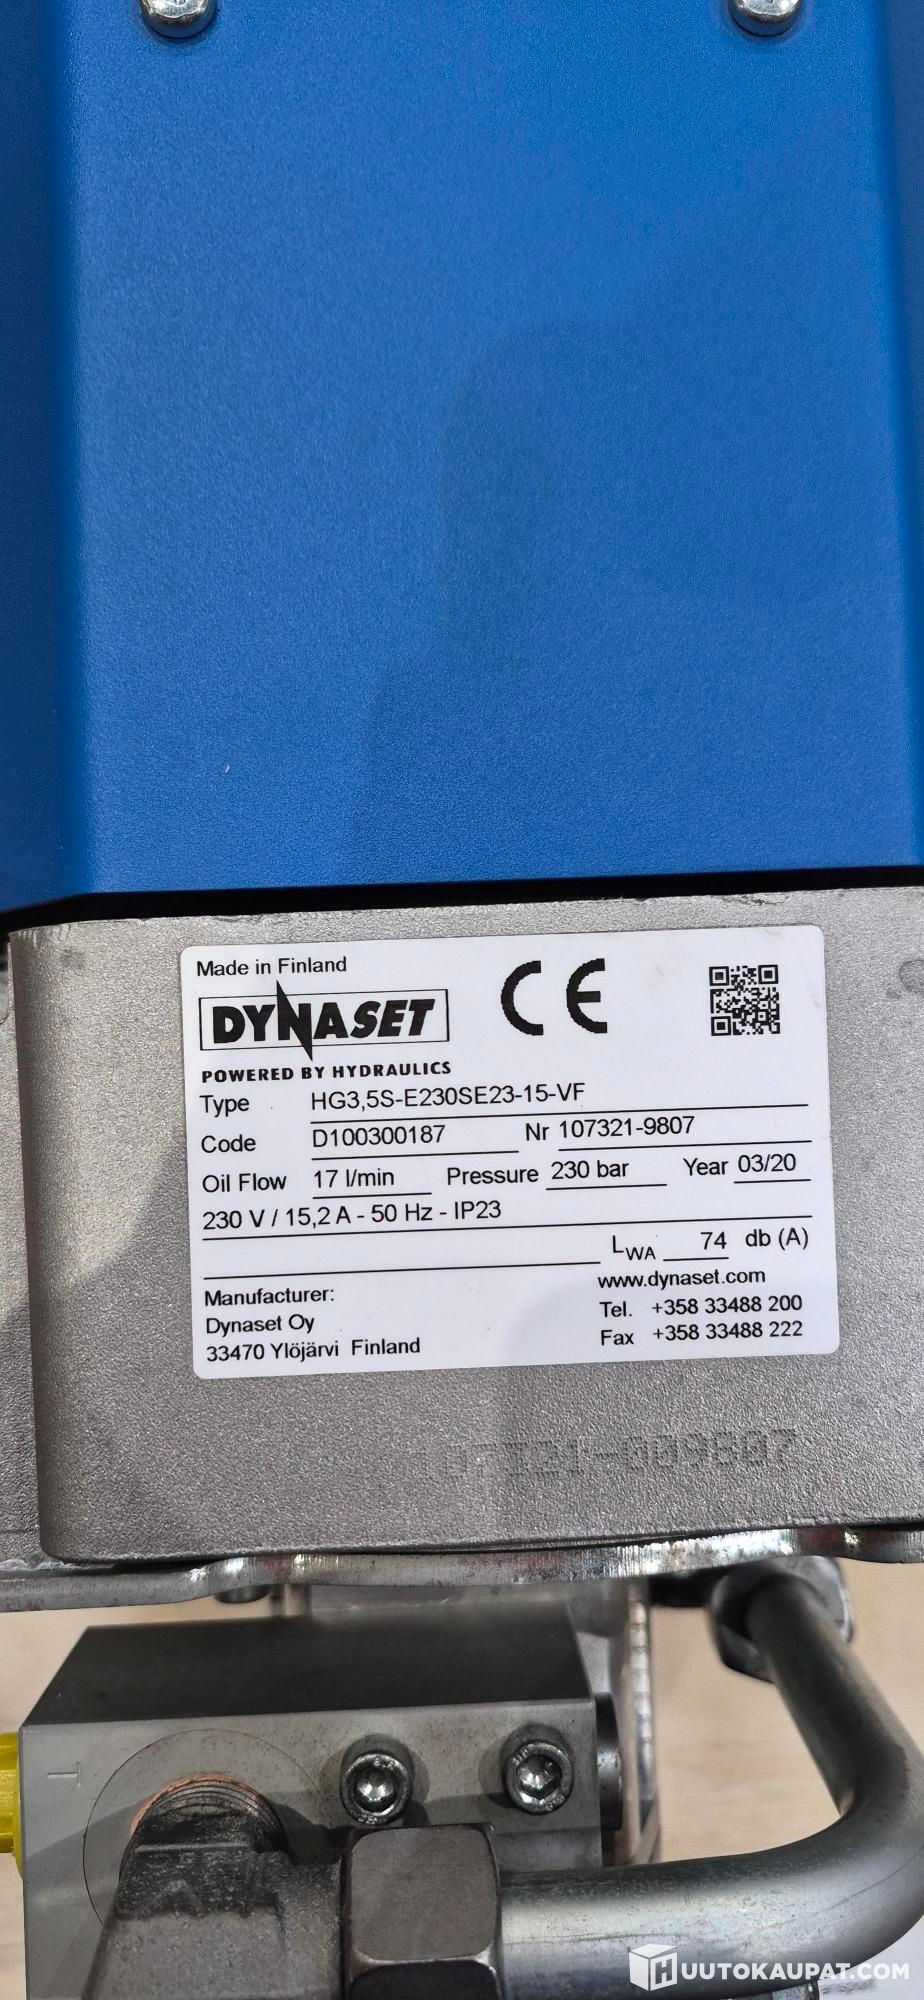 Made in Finland
DYNASET
CE
POWERED BY HYDRAULICS
Type HG3,5S-E230SE23-15-VF
Code D100300187 Nr 107321-9807
Oil Flow 17 l/min Pressure 230 bar Year 03/20
230 V / 15,2 A - 50 Hz - IP23
LWA 74 db (A)
Manufacturer: www.dynaset.com
Dynaset Oy Tel. +358 33488 200
33470 Ylöjärvi Finland Fax +358 33488 222
107321-009807
T
HUUTOKAUPAT.COM